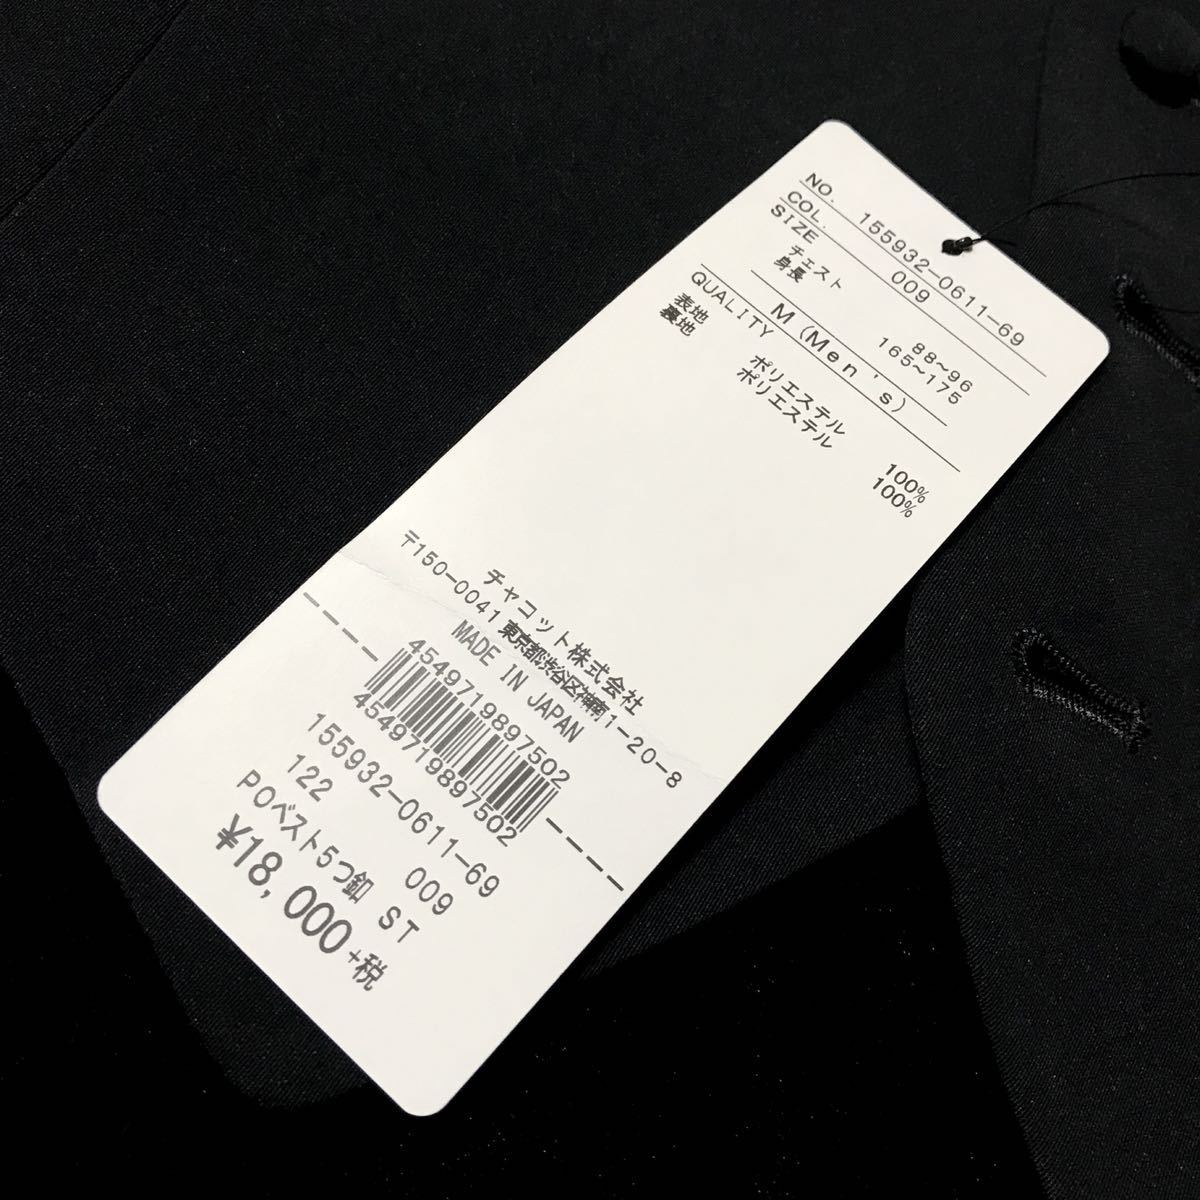 NO. 155932-0611-69
COL. 009
SIZE M (Men's)
チェスト 88~96
身長 165~175
QUALITY
表地 ポリエステル 100%
裏地 ポリエステル 100%
チャコット株式会社
〒150-0041 東京都渋谷区神南1-20-8
MADE IN JAPAN
4549719897502
4549719897502
155932-0611-69
122 009
POベスト5つ釦 ST
¥18,000+税